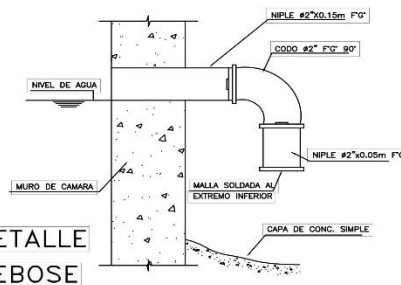 NIPLE ø2"X0.15m F°G°
CODO ø2" F°G° 90°
NIVEL DE AGUA
NIPLE ø2"x0.05m F°G
MURO DE CAMARA
MALLA SOLDADA AL
EXTREMO INFERIOR
CAPA DE CONC. SIMPLE
ETALLE
EBOSE